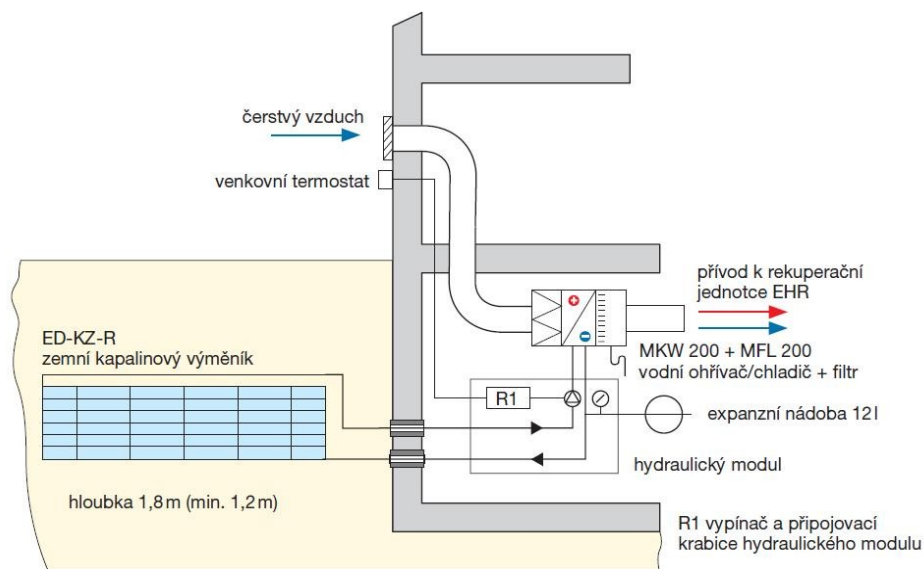 čerstvý vzduch
venkovní termostat
přívod k rekuperační
jednotce EHR
ED-KZ-R
zemní kapalinový výměník
MKW 200 + MFL 200
vodní ohřívač/chladič + filtr
R1
expanzní nádoba 12 l
hydraulický modul
hloubka 1,8 m (min. 1,2 m)
R1 vypínač a připojovací
krabice hydraulického modulu